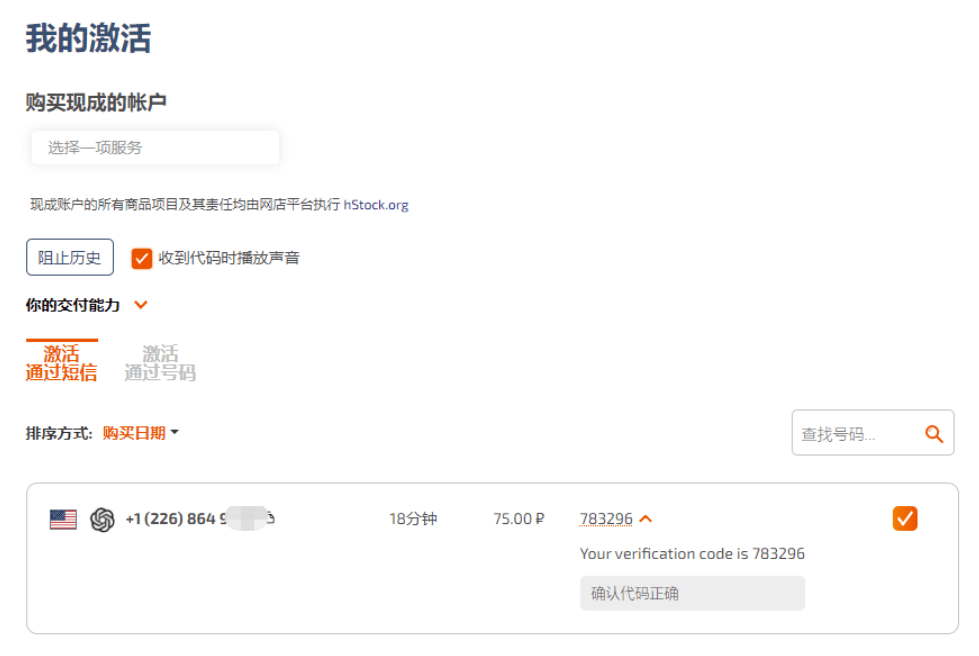 我的激活
购买现成的帐户
选择一项服务
现成账户的所有商品项目及其责任均由网店平台执行 hStock.org
阻止历史
收到代码时播放声音
你的交付能力
激活
通过短信
激活
通过号码
排序方式: 购买日期
查找号码...
+1 (226) 864
18分钟
75.00 ₽
783296
Your verification code is 783296
确认代码正确